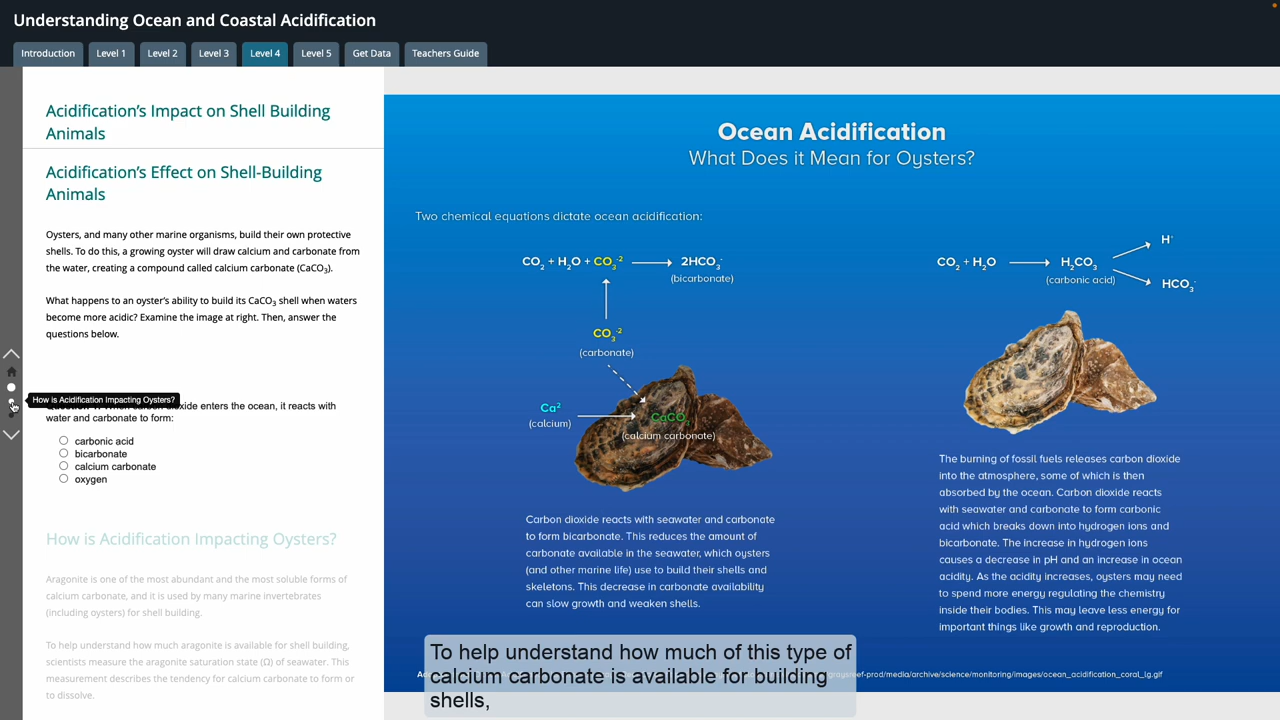 Understanding Ocean and Coastal Acidification
Introduction
Level 1
Level 2
Level 3
Level 4
Level 5
Get Data
Teachers Guide
Acidification's Impact on Shell Building
Animals
Acidification's Effect on Shell-Building
Animals
Oysters, and many other marine organisms, build their own protective
shells. To do this, a growing oyster will draw calcium and carbonate from
the water, creating a compound called calcium carbonate (CaCO₃).
What happens to an oyster's ability to build its CaCO₃ shell when waters
become more acidic? Examine the image at right. Then, answer the
questions below.
How is Acidification Impacting Oysters?
enters the ocean, it reacts with
water and carbonate to form:
carbonic acid
bicarbonate
calcium carbonate
oxygen
How is Acidification Impacting Oysters?
Aragonite is one of the most abundant and the most soluble forms of
calcium carbonate, and it is used by many marine invertebrates
(including oysters) for shell building.
To help understand how much aragonite is available for shell building,
scientists measure the aragonite saturation state (Ω) of seawater. This
measurement describes the tendency for calcium carbonate to form or
to dissolve.
Ocean Acidification
What Does it Mean for Oysters?
Two chemical equations dictate ocean acidification:
CO₂ + H₂O + CO₃⁻² 2HCO₃⁻
(bicarbonate)
CO₃⁻²
(carbonate)
Ca²
(calcium)
CaCO₃
(calcium carbonate)
Carbon dioxide reacts with seawater and carbonate
to form bicarbonate. This reduces the amount of
carbonate available in the seawater, which oysters
(and other marine life) use to build their shells and
skeletons. This decrease in carbonate availability
can slow growth and weaken shells.
CO₂ + H₂O H₂CO₃
(carbonic acid)
H⁺
HCO₃⁻
The burning of fossil fuels releases carbon dioxide
into the atmosphere, some of which is then
absorbed by the ocean. Carbon dioxide reacts
with seawater and carbonate to form carbonic
acid which breaks down into hydrogen ions and
bicarbonate. The increase in hydrogen ions
causes a decrease in pH and an increase in ocean
acidity. As the acidity increases, oysters may need
to spend more energy regulating the chemistry
inside their bodies. This may leave less energy for
important things like growth and reproduction.
reef-prod/media/archive/science/monitoring/images/ocean_acidification_coral_lg.gif
To help understand how much of this type of
calcium carbonate is available for building
shells,